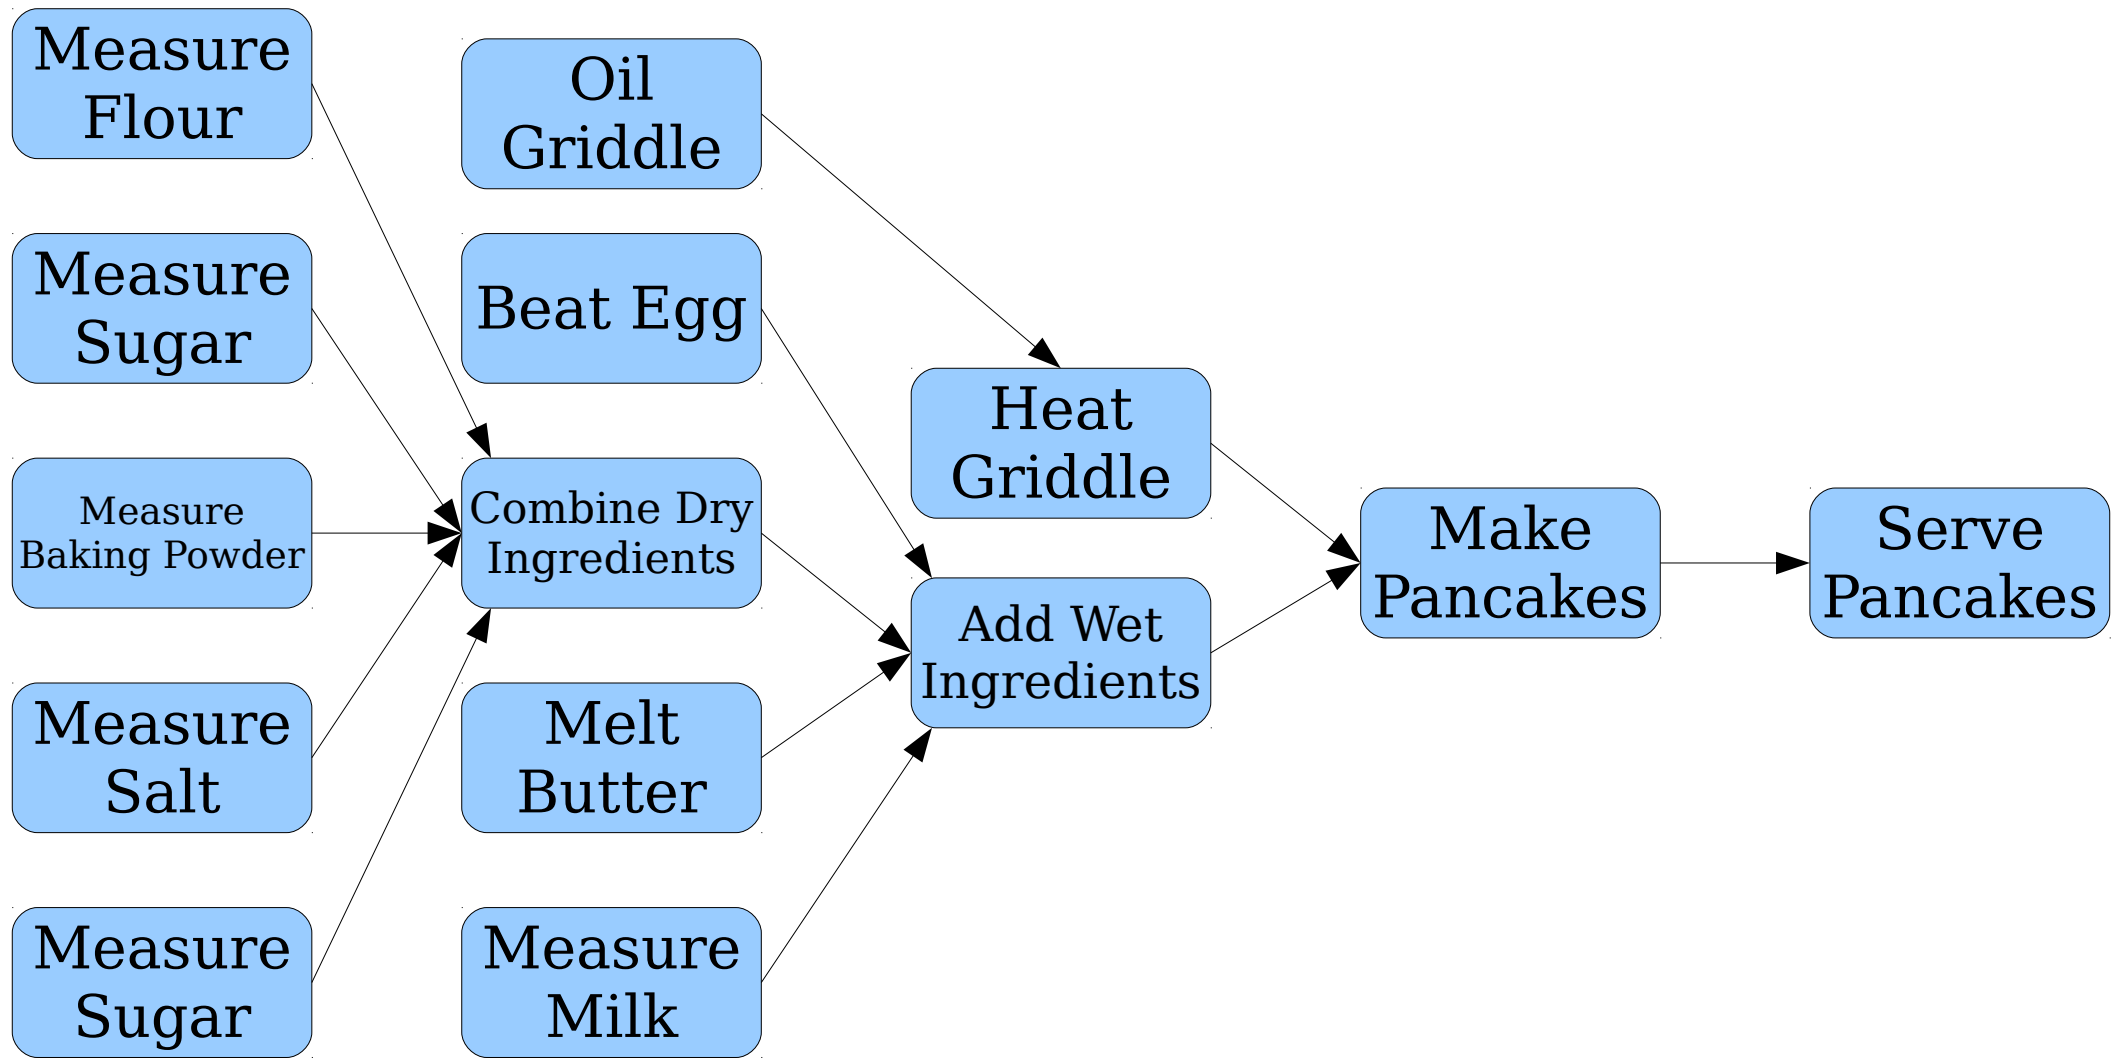 Measure
Flour
Measure
Sugar
Measure
Baking Powder
Measure
Salt
Measure
Sugar
Oil
Griddle
Beat Egg
Combine Dry
Ingredients
Melt
Butter
Measure
Milk
Heat
Griddle
Add Wet
Ingredients
Make
Pancakes
Serve
Pancakes